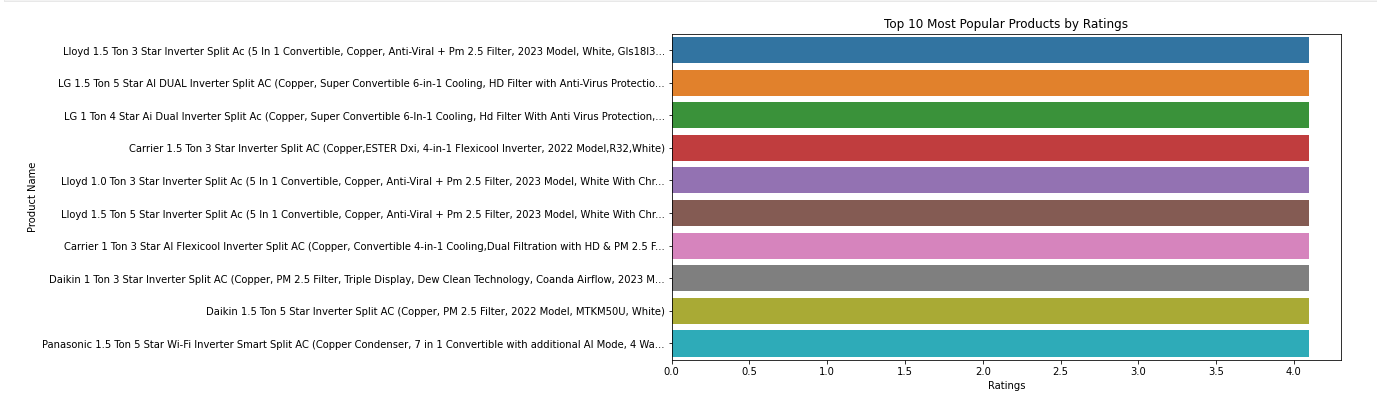 Top 10 Most Popular Products by Ratings
Lloyd 1.5 Ton 3 Star Inverter Split Ac (5 In 1 Convertible, Copper, Anti-Viral + Pm 2.5 Filter, 2023 Model, White, Gls18I3...
LG 1.5 Ton 5 Star AI DUAL Inverter Split AC (Copper, Super Convertible 6-in-1 Cooling, HD Filter with Anti-Virus Protectio...
LG 1 Ton 4 Star Ai Dual Inverter Split Ac (Copper, Super Convertible 6-In-1 Cooling, Hd Filter With Anti Virus Protection,...
Carrier 1.5 Ton 3 Star Inverter Split AC (Copper,ESTER Dxi, 4-in-1 Flexicool Inverter, 2022 Model,R32,White)
Lloyd 1.0 Ton 3 Star Inverter Split Ac (5 In 1 Convertible, Copper, Anti-Viral + Pm 2.5 Filter, 2023 Model, White With Chr...
Lloyd 1.5 Ton 5 Star Inverter Split Ac (5 In 1 Convertible, Copper, Anti-Viral + Pm 2.5 Filter, 2023 Model, White With Chr...
Carrier 1 Ton 3 Star AI Flexicool Inverter Split AC (Copper, Convertible 4-in-1 Cooling,Dual Filtration with HD & PM 2.5 F...
Daikin 1 Ton 3 Star Inverter Split AC (Copper, PM 2.5 Filter, Triple Display, Dew Clean Technology, Coanda Airflow, 2023 M...
Daikin 1.5 Ton 5 Star Inverter Split AC (Copper, PM 2.5 Filter, 2022 Model, MTKM50U, White)
Panasonic 1.5 Ton 5 Star Wi-Fi Inverter Smart Split AC (Copper Condenser, 7 in 1 Convertible with additional AI Mode, 4 Wa...
Product Name
0.0 0.5 1.0 1.5 2.0 2.5 3.0 3.5 4.0
Ratings